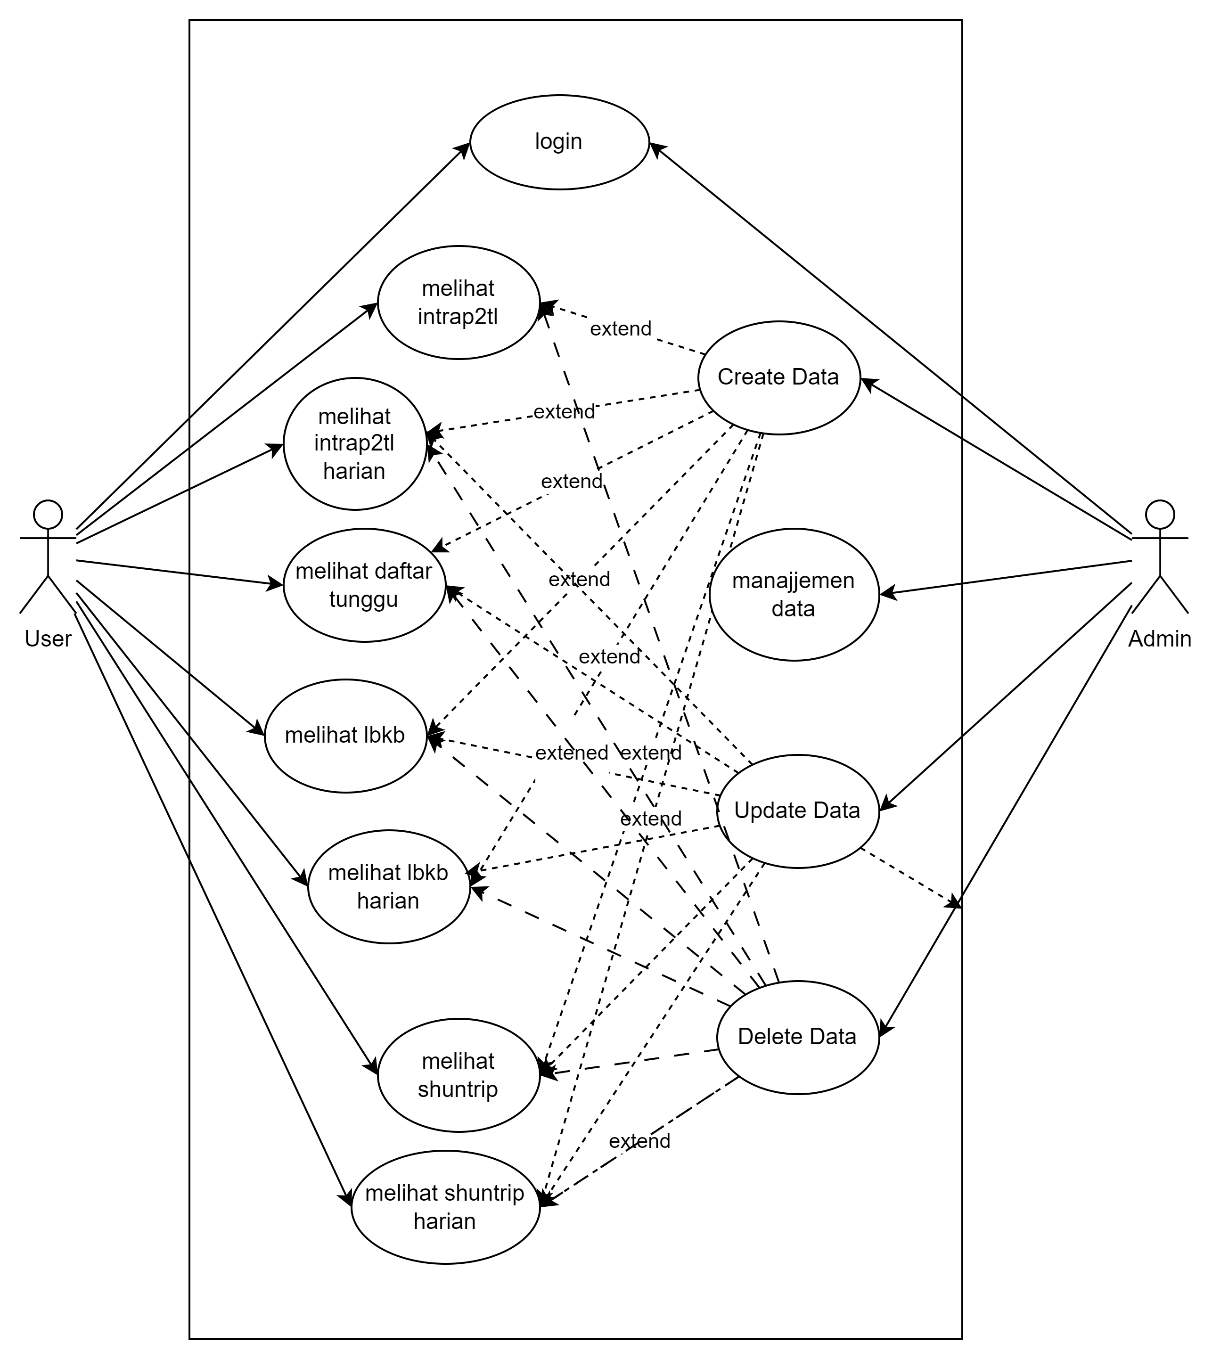 login
melihat
intrap2tl
extend
Create Data
melihat
intrap2tl
harian
extend
extend
melihat daftar
tunggu
extend
manajjemen
data
User
Admin
extend
melihat lbkb
extened
extend
Update Data
extend
melihat lbkb
harian
Delete Data
melihat
shuntrip
extend
melihat shuntrip
harian